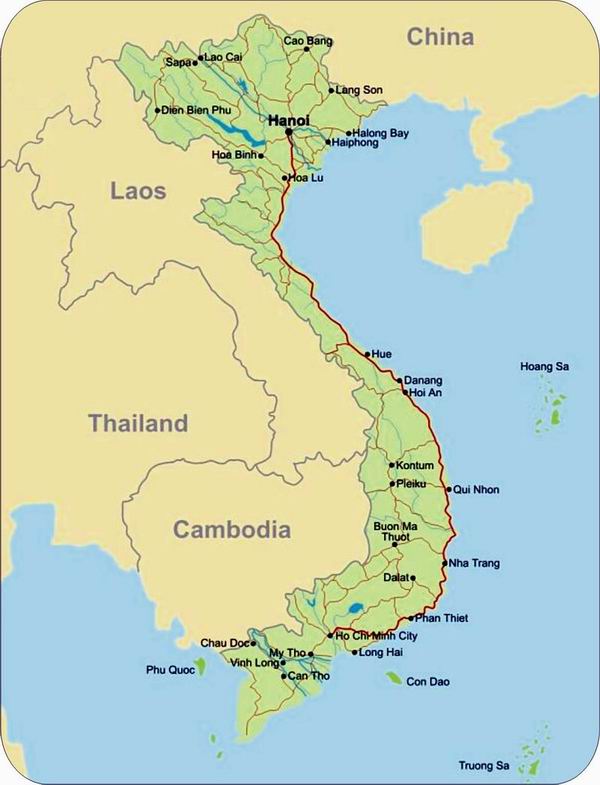 China
Cao Bang
Lao Cai
Sapa
Lang Son
Dien Bien Phu
Hanoi
Halong Bay
Haiphong
Hoa Binh
Hoa Lu
Laos
Hue
Hoang Sa
Danang
Hoi An
Thailand
Kontum
Pleiku
Qui Nhon
Cambodia
Buon Ma
Thuot
Nha Trang
Dalat
Phan Thiet
Ho Chi Minh City
Chau Doc
My Tho
Long Hai
Vinh Long
Phu Quoc
Can Tho
Con Dao
Truong Sa